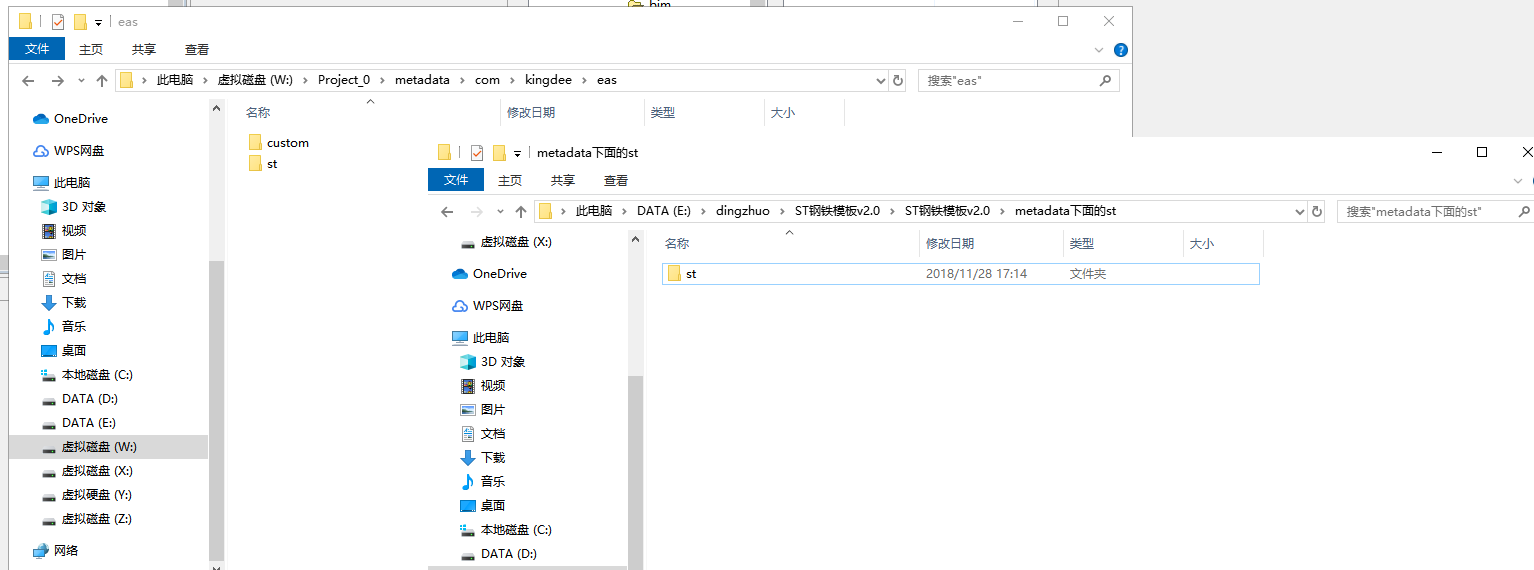 bim
eas
文件 主页 共享 查看
此电脑 虚拟磁盘 (W:) Project_0 metadata com kingdee eas
搜索"eas"
OneDrive
WPS网盘
此电脑
3D 对象
视频
图片
文档
下载
音乐
桌面
本地磁盘 (C:)
DATA (D:)
DATA (E:)
虚拟磁盘 (W:)
虚拟磁盘 (X:)
虚拟硬盘 (Y:)
虚拟磁盘 (Z:)
网络
名称 修改日期 类型 大小
custom
st
metadata下面的st
文件 主页 共享 查看
此电脑 DATA (E:) dingzhuo ST钢铁模板v2.0 ST钢铁模板v2.0 metadata下面的st
搜索"metadata下面的st"
虚拟磁盘 (X:)
OneDrive
WPS网盘
此电脑
3D 对象
视频
图片
文档
下载
音乐
桌面
本地磁盘 (C:)
DATA (D:)
名称 修改日期 类型 大小
st 2018/11/28 17:14 文件夹